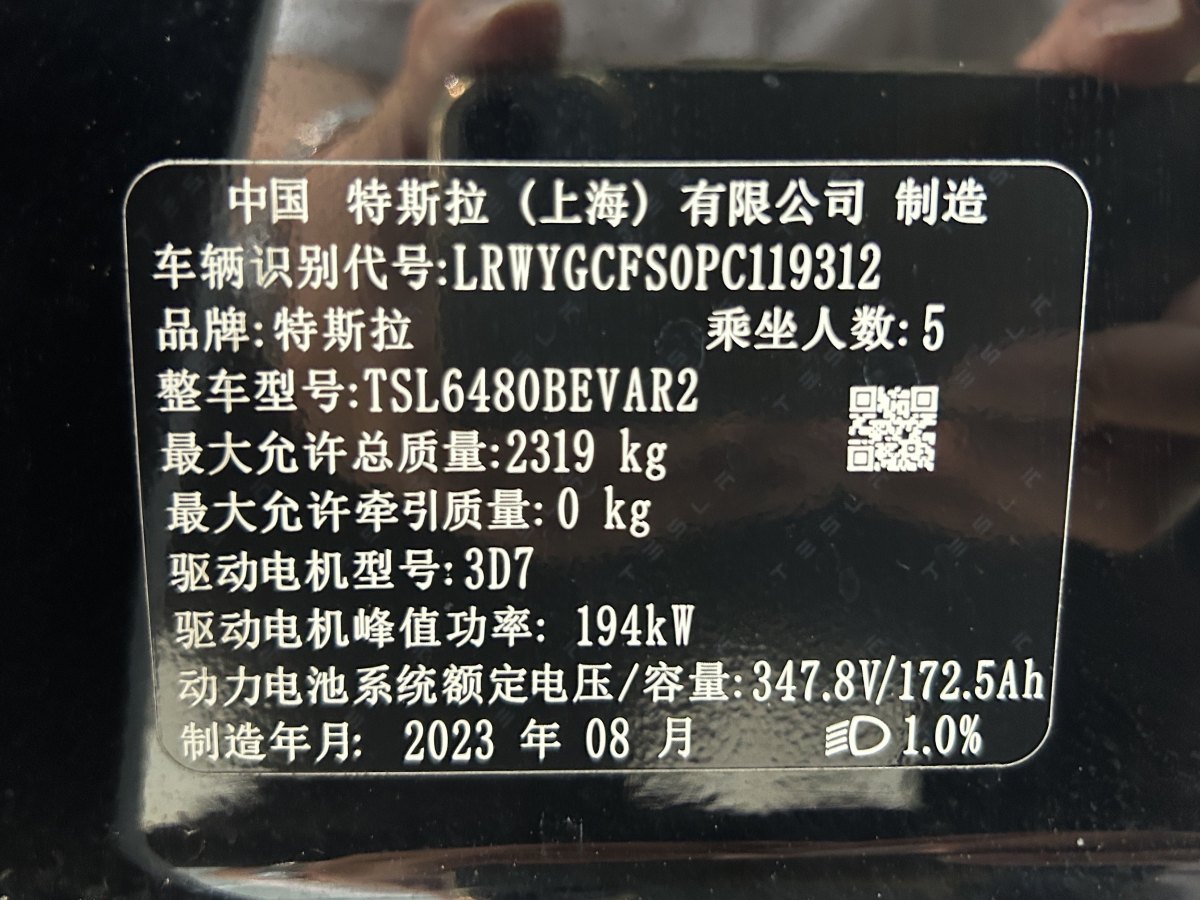 中国 特斯拉（上海）有限公司 制造
车辆识别代号:LRWYGCFS0PC119312
品牌:特斯拉 乘坐人数:5
整车型号:TSL6480BEVAR2
最大允许总质量:2319 kg
最大允许牵引质量:0 kg
驱动电机型号:3D7
驱动电机峰值功率: 194kW
动力电池系统额定电压/容量:347.8V/172.5Ah
制造年月: 2023 年 08 月 1.0%